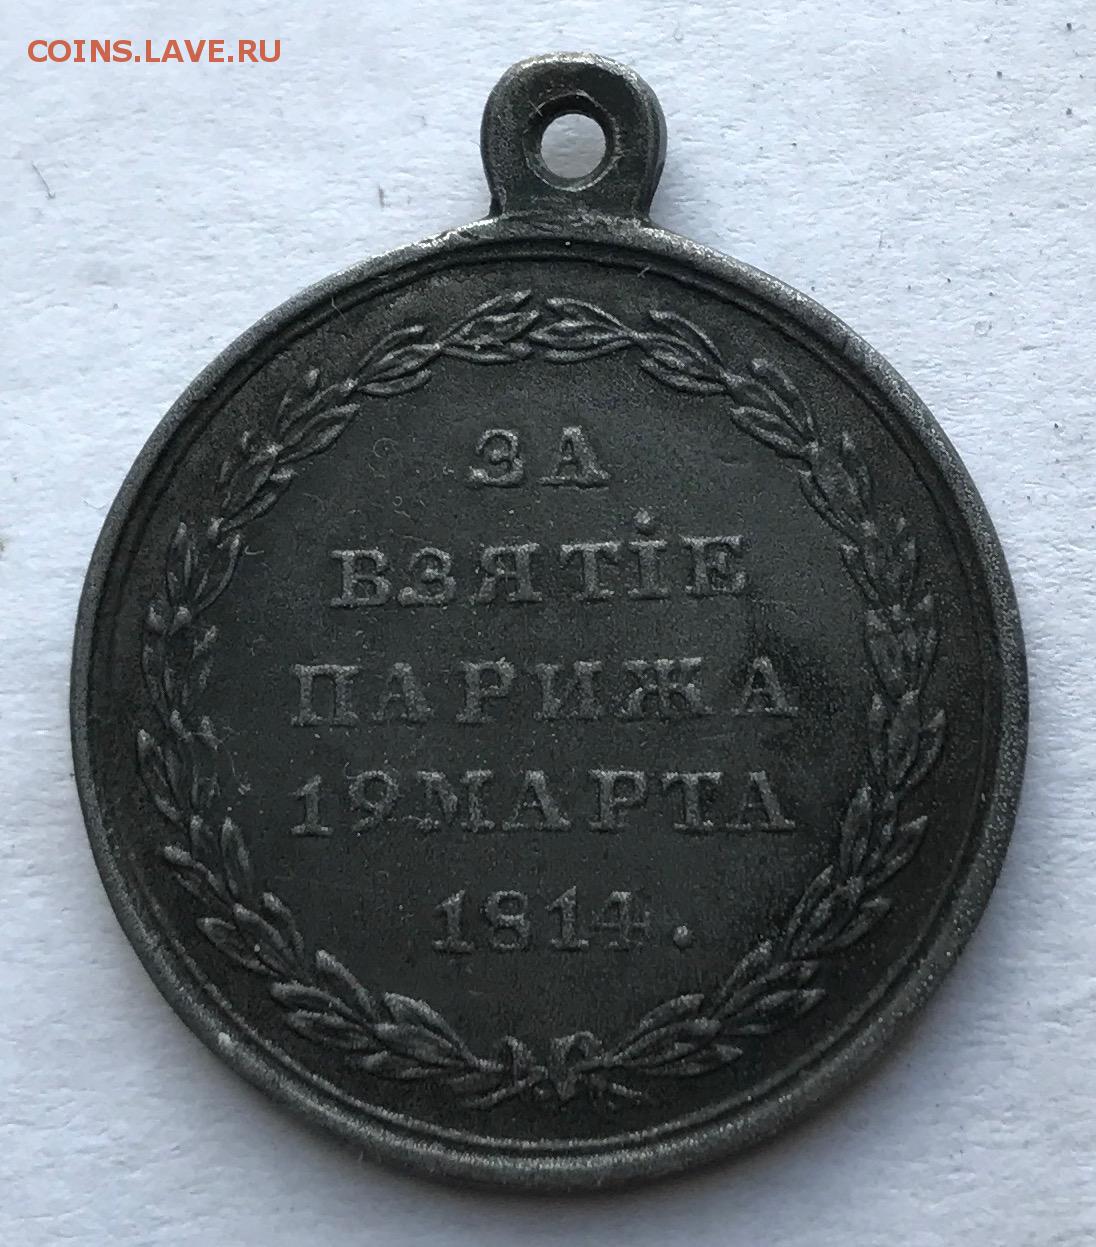 COINS.LAVE.RU
ЗА
ВЗЯТІЕ
ПАРИЖА
19 МАРТА
1814.